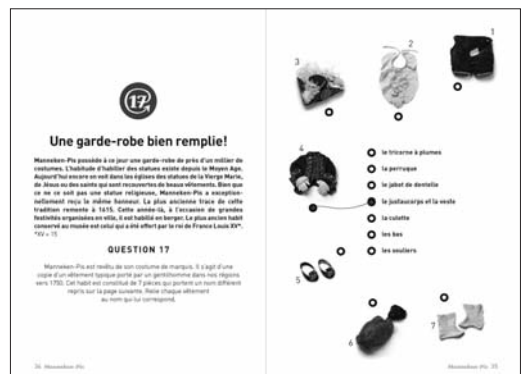 17
Une garde-robe bien remplie!
Manneken-Pis possède à ce jour une garde-robe de près d'un millier de
costumes. L'habitude d'habiller des statues existe depuis le Moyen Age.
Aujourd'hui encore on voit dans les églises des statues de la Vierge Marie,
de Jésus ou des saints qui sont recouvertes de beaux vêtements. Bien que
ce ne soit pas une statue religieuse, Manneken-Pis a exception-
nellement reçu le même honneur. La plus ancienne trace de cette
tradition remonte à 1615. Cette année-là, à l'occasion de grandes
festivités organisées en ville, il est habillé en berger. Le plus ancien habit
conservé au musée est celui qui a été offert par le roi de France Louis XV*.
*XV = 15
QUESTION 17
Manneken-Pis est revêtu de son costume de marquis. Il s'agit d'une
copie d'un vêtement typique porté par un gentilhomme dans nos régions
vers 1750. Cet habit est constitué de 7 pièces qui portent un nom différent
repris sur la page suivante. Relie chaque vêtement
au nom qui lui correspond.
34 Manneken-Pis
1
2
3
4
le tricorne à plumes
la perruque
le jabot de dentelle
le justaucorps et la veste
la culotte
les bas
les souliers
5
6
7
Manneken-Pis 35